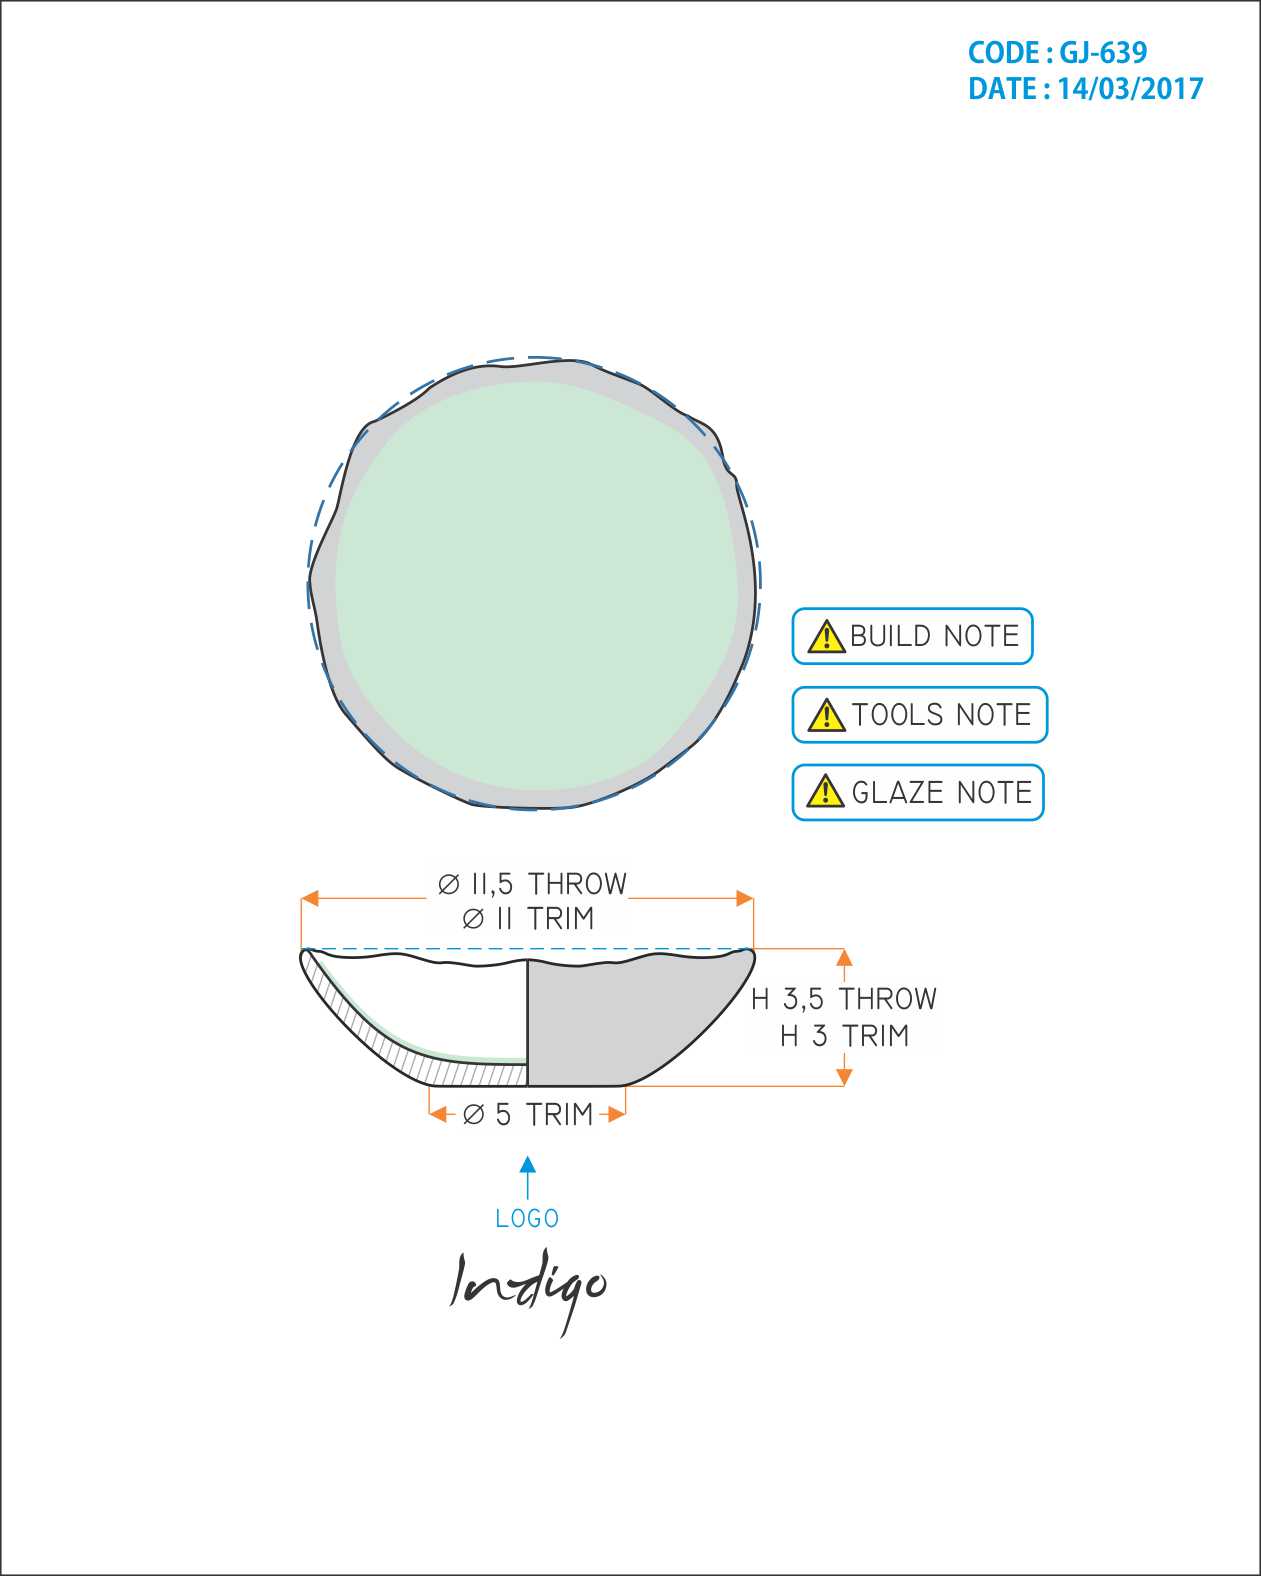 CODE : GJ-639
DATE : 14/03/2017
BUILD NOTE
TOOLS NOTE
GLAZE NOTE
Ø 11,5 THROW
Ø 11 TRIM
H 3,5 THROW
H 3 TRIM
Ø 5 TRIM
LOGO
Indigo